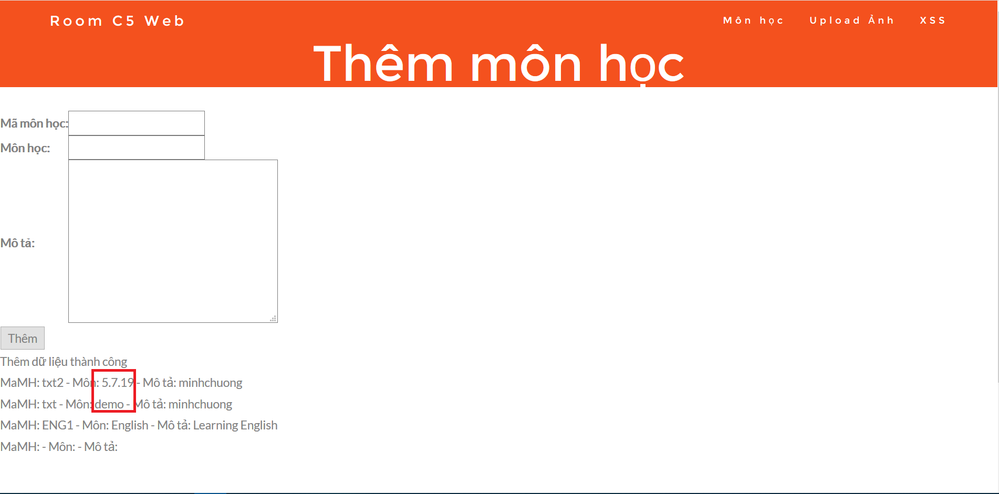 Room C5 Web
Môn học
Upload Ảnh
XSS
Thêm môn học
Mã môn học:
Môn học:
Mô tả:
Thêm
Thêm dữ liệu thành công
MaMH: txt2 - Môn: 5.7.19 - Mô tả: minhchuong
MaMH: txt - Môn: demo - Mô tả: minhchuong
MaMH: ENG1 - Môn: English - Mô tả: Learning English
MaMH: - Môn: - Mô tả: